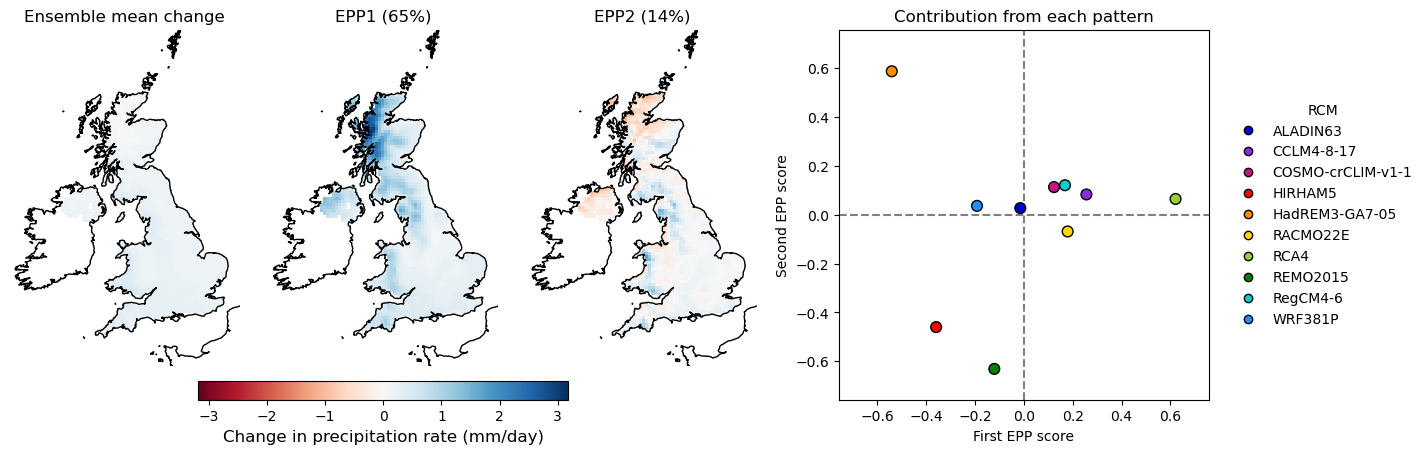 Ensemble mean change
EPP1 (65%)
EPP2 (14%)
−3 −2 −1 0 1 2 3
Change in precipitation rate (mm/day)
Contribution from each pattern
Second EPP score
0.6
0.4
0.2
0.0
−0.2
−0.4
−0.6
−0.6 −0.4 −0.2 0.0 0.2 0.4 0.6
First EPP score
RCM
ALADIN63
CCLM4-8-17
COSMO-crCLIM-v1-1
HIRHAM5
HadREM3-GA7-05
RACMO22E
RCA4
REMO2015
RegCM4-6
WRF381P